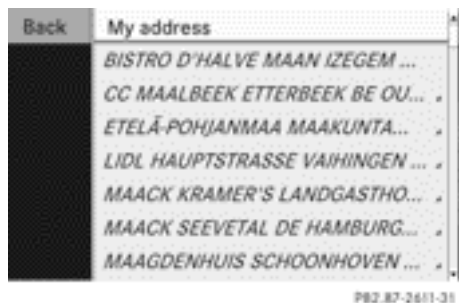 Back My address
BISTRO D'HALVE MAAN IZEGEM ...
CC MAALBEEK ETTERBEEK BE OU...
ETELÄ-POHJANMAA MAAKUNTA...
LIDL HAUPTSTRASSE VAIHINGEN ...
MAACK KRAMER'S LANDGASTHO...
MAACK SEEVETAL DE HAMBURG...
MAAGDENHUIS SCHOONHOVEN ...
P82.87-2611-31